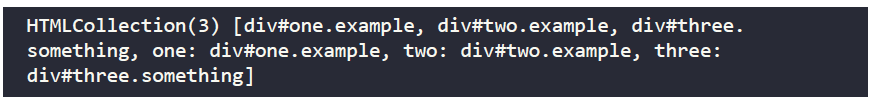 HTMLCollection(3) [div#one.example, div#two.example, div#three.
something, one: div#one.example, two: div#two.example, three:
div#three.something]